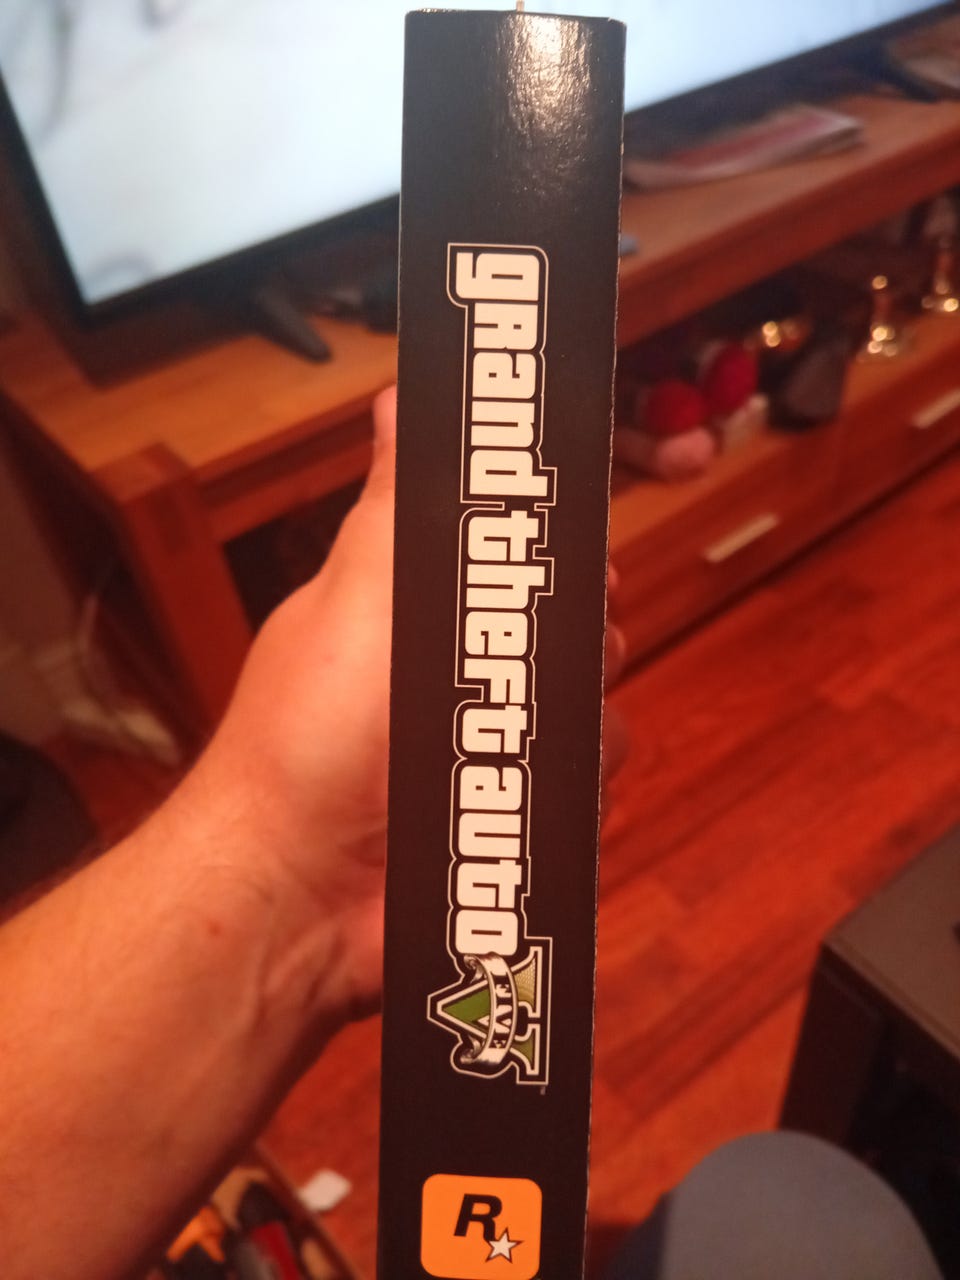 grand theft auto
V
FIVE
R